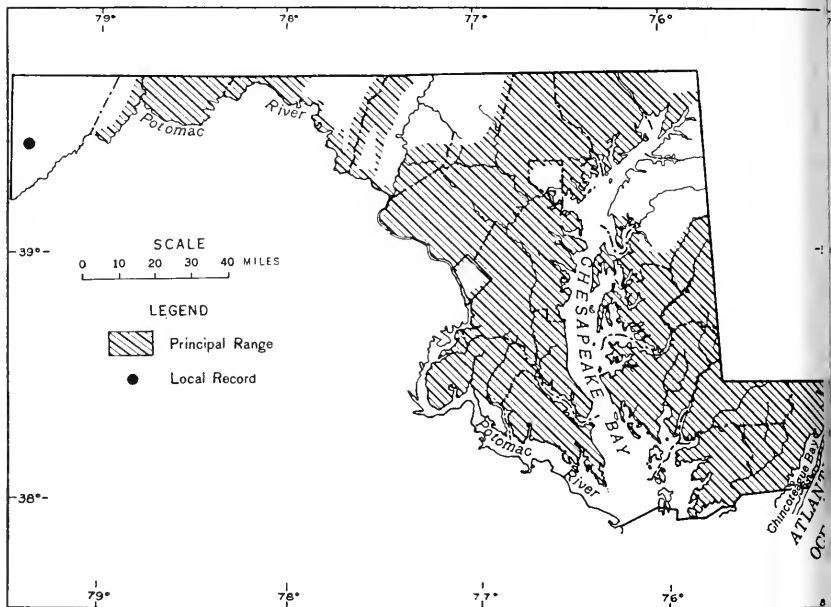 79° 78° 77° 76°
Potomac
River
39°
SCALE
0 10 20 30 40 MILES
LEGEND
Principal Range
Local Record
CHESAPEAKE BAY
Potomac
River
38°
Chincoteague Bay
79° 78° 77° 76°